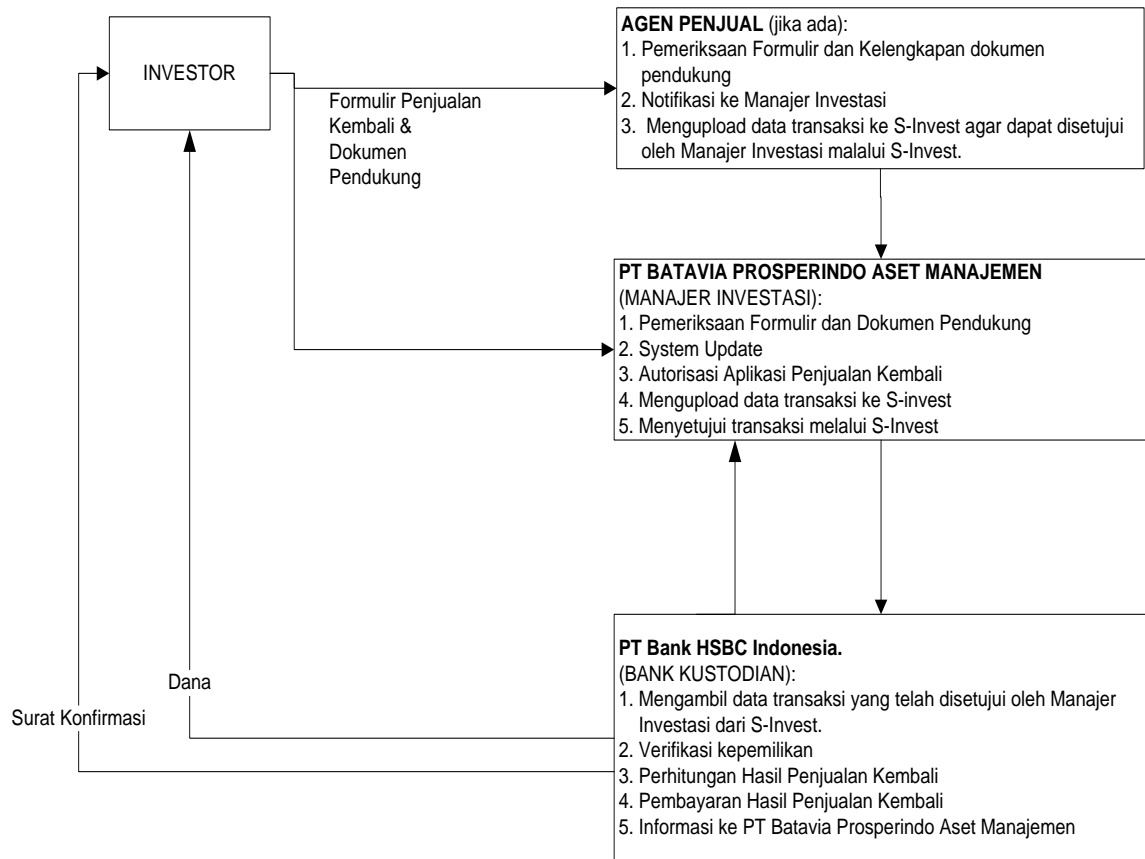 INVESTOR
Formulir Penjualan
Kembali &
Dokumen
Pendukung
AGEN PENJUAL (jika ada):
1. Pemeriksaan Formulir dan Kelengkapan dokumen
pendukung
2. Notifikasi ke Manajer Investasi
3. Mengupload data transaksi ke S-Invest agar dapat disetujui
oleh Manajer Investasi malalui S-Invest.
PT BATAVIA PROSPERINDO ASET MANAJEMEN
(MANAJER INVESTASI):
1. Pemeriksaan Formulir dan Dokumen Pendukung
2. System Update
3. Autorisasi Aplikasi Penjualan Kembali
4. Mengupload data transaksi ke S-invest
5. Menyetujui transaksi melalui S-Invest
PT Bank HSBC Indonesia.
(BANK KUSTODIAN):
1. Mengambil data transaksi yang telah disetujui oleh Manajer
Investasi dari S-Invest.
2. Verifikasi kepemilikan
3. Perhitungan Hasil Penjualan Kembali
4. Pembayaran Hasil Penjualan Kembali
5. Informasi ke PT Batavia Prosperindo Aset Manajemen
Dana
Surat Konfirmasi